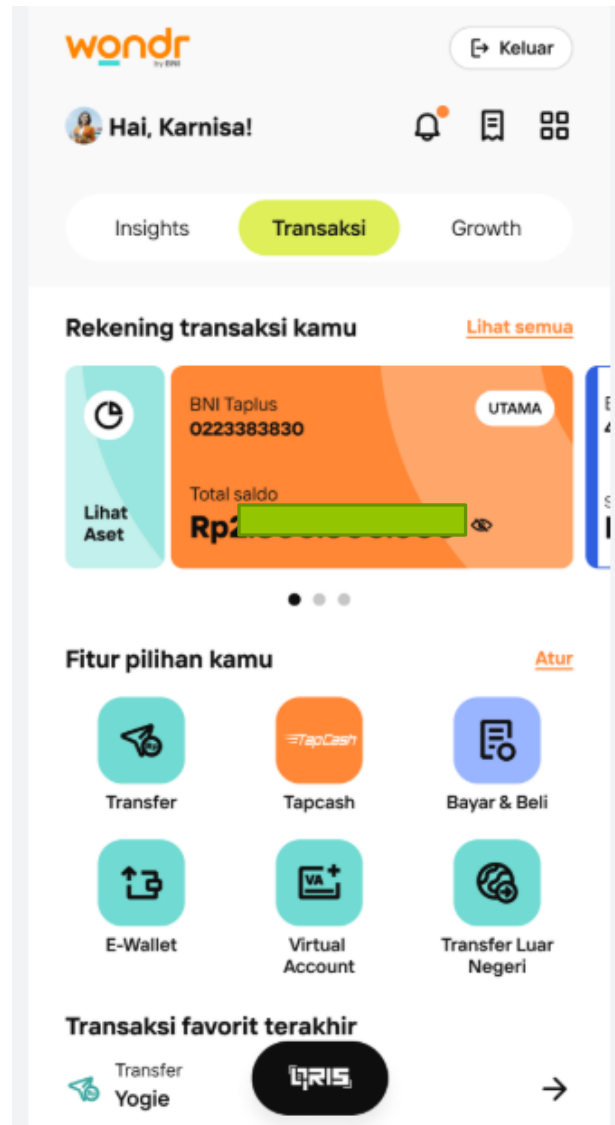 wondr
by BNI
Keluar
Hai, Karnisa!
Insights
Transaksi
Growth
Rekening transaksi kamu
Lihat semua
Lihat
Aset
BNI Taplus
0223383830
UTAMA
Total saldo
Rp2
Fitur pilihan kamu
Atur
Transfer
TapCash
Tapcash
Bayar & Beli
E-Wallet
VA
Virtual
Account
Transfer Luar
Negeri
Transaksi favorit terakhir
Transfer
Yogie
QRIS